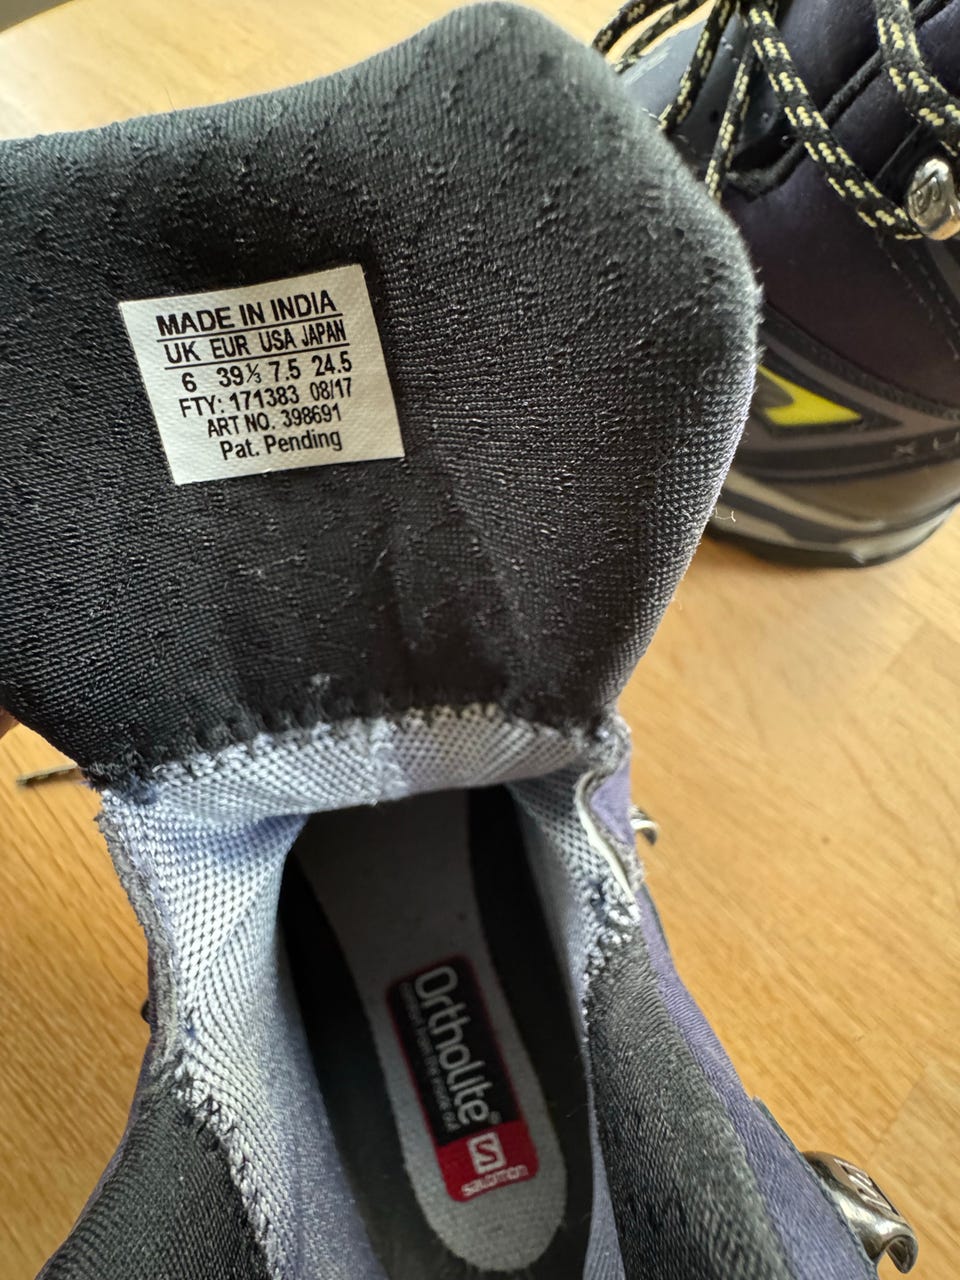 MADE IN INDIA
UK EUR USA JAPAN
6 39⅓ 7.5 24.5
FTY: 171383 08/17
ART NO. 398691
Pat. Pending
OrthoLite®
S
salomon